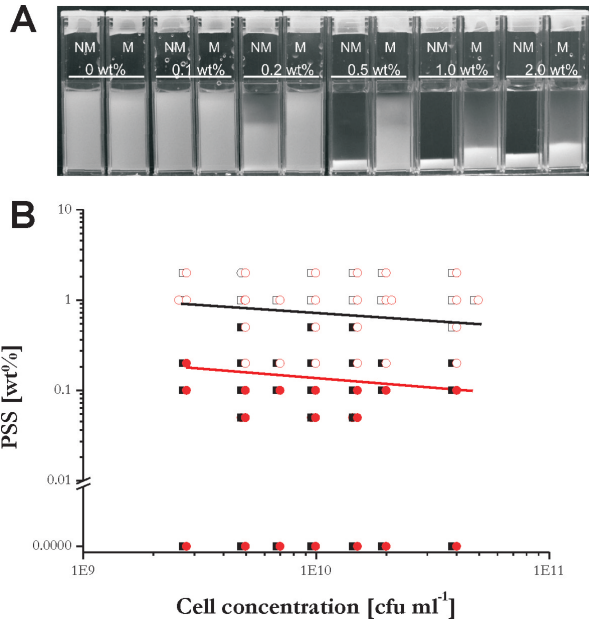 A
NM M NM M NM M NM M NM M NM M
0 wt% 0.1 wt% 0.2 wt% 0.5 wt% 1.0 wt% 2.0 wt%
B
10
1
0.1
0.01
0.0000
PSS [wt%]
1E9 1E10 1E11
Cell concentration [cfu ml⁻¹]